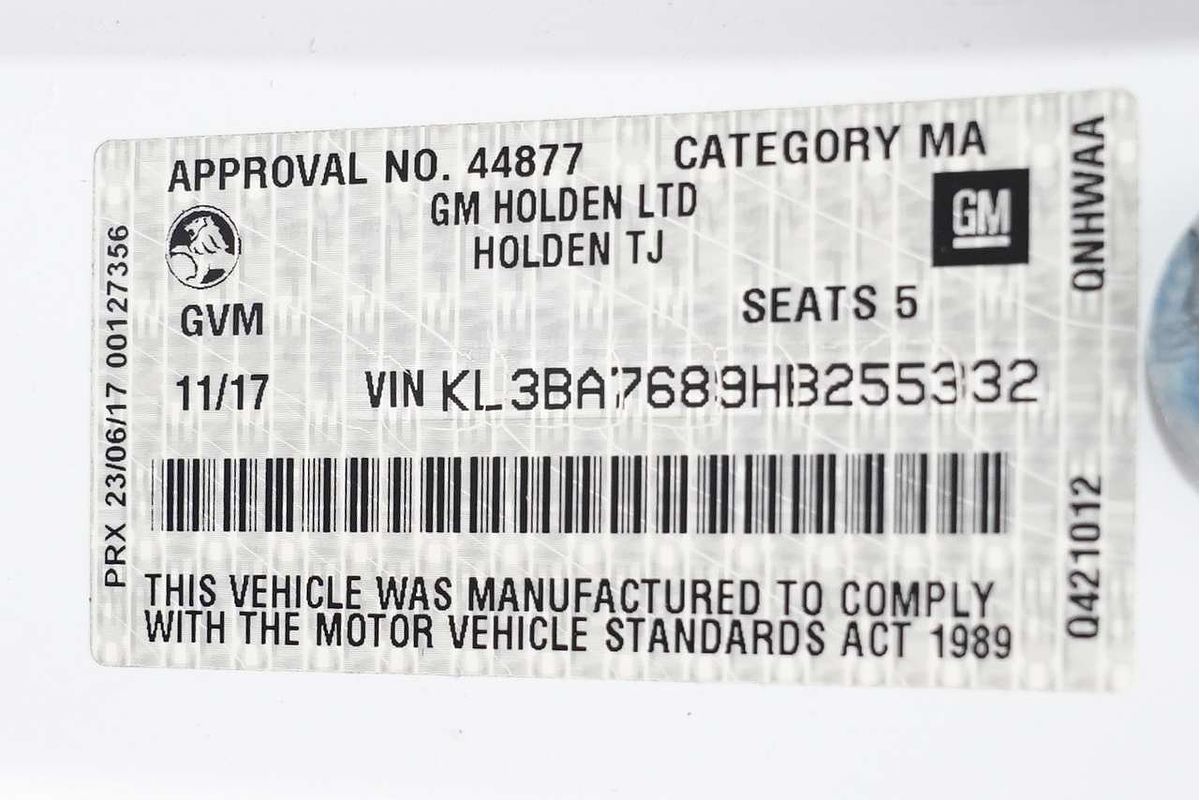 APPROVAL NO. 44877 CATEGORY MA
GM HOLDEN LTD
HOLDEN TJ
GM
GVM SEATS 5
11/17 VIN KL3BA7689HB255332
THIS VEHICLE WAS MANUFACTURED TO COMPLY
WITH THE MOTOR VEHICLE STANDARDS ACT 1989
PRX 23/06/17 00127356
QNHWAA
Q421012